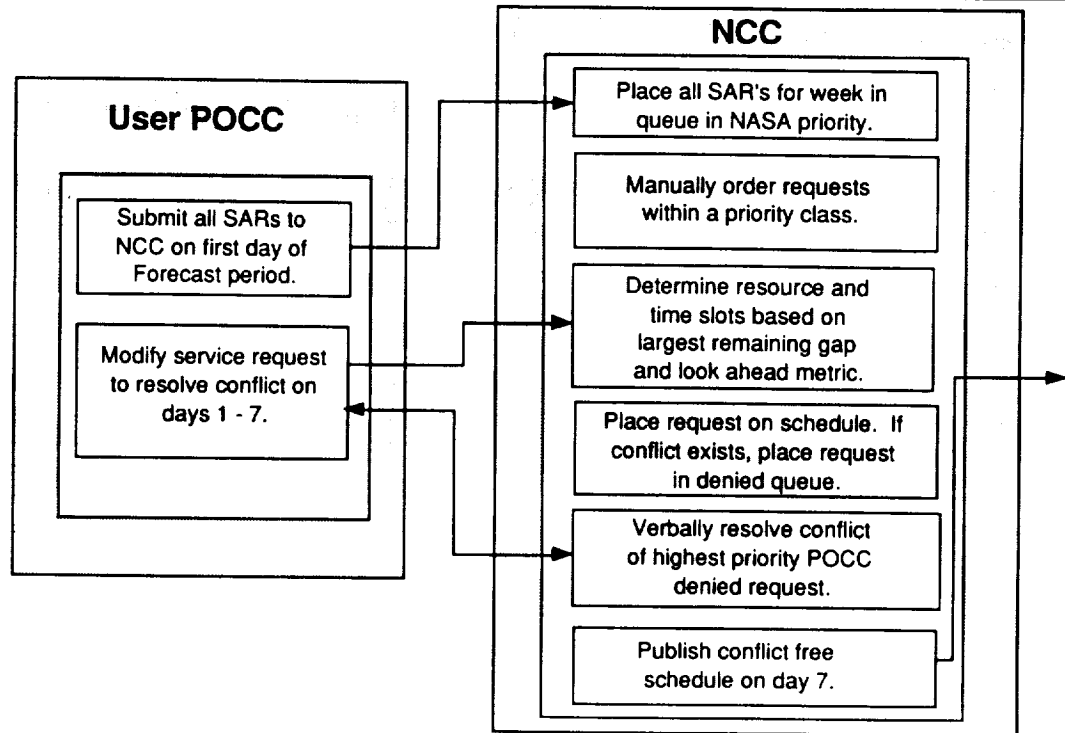 User POCC
Submit all SARs to
NCC on first day of
Forecast period.
Modify service request
to resolve conflict on
days 1 - 7.
NCC
Place all SAR's for week in
queue in NASA priority.
Manually order requests
within a priority class.
Determine resource and
time slots based on
largest remaining gap
and look ahead metric.
Place request on schedule. If
conflict exists, place request
in denied queue.
Verbally resolve conflict
of highest priority POCC
denied request.
Publish conflict free
schedule on day 7.